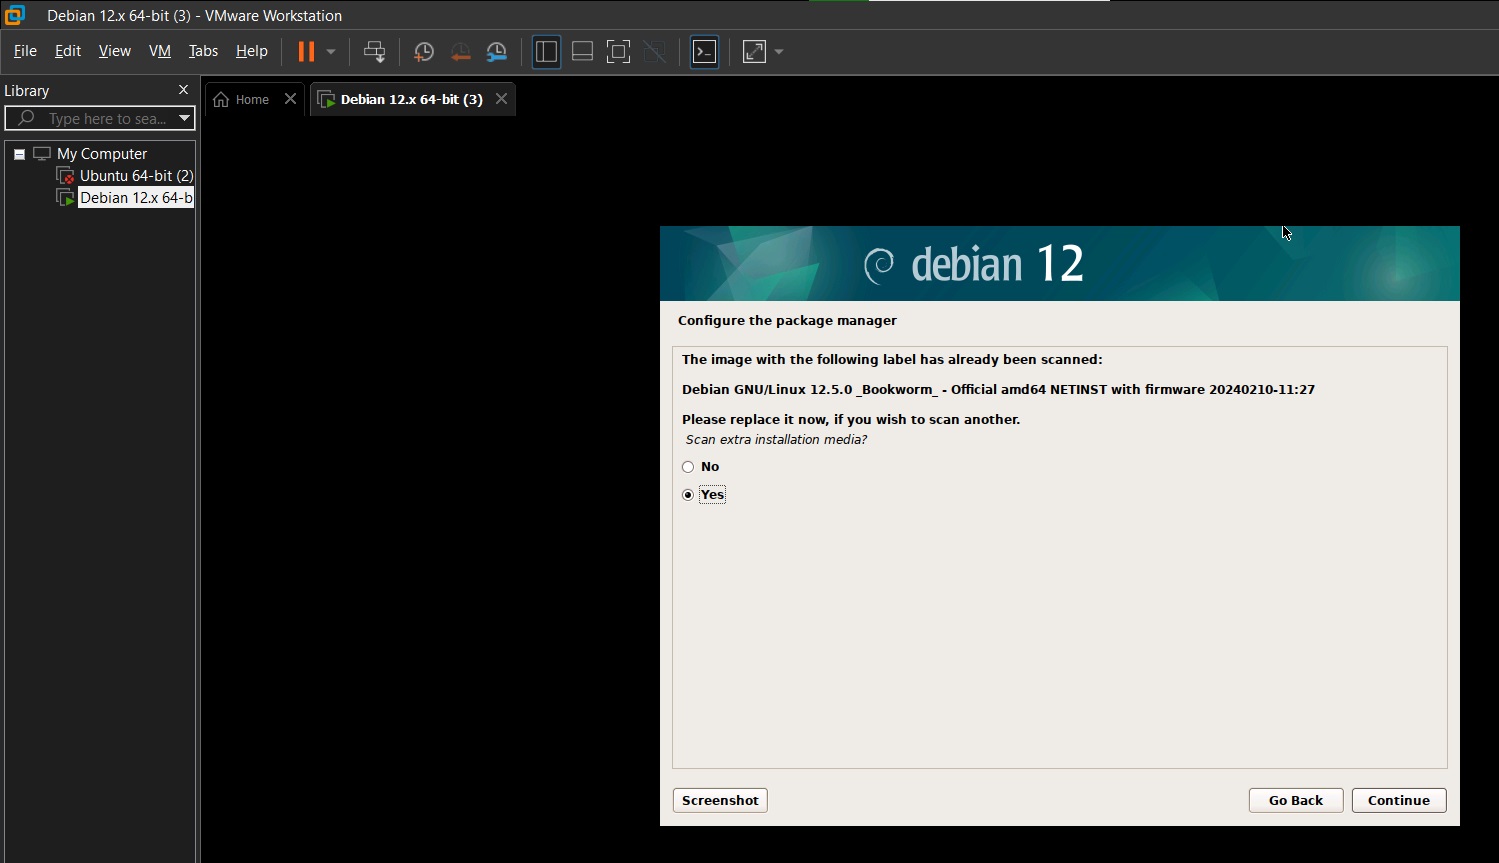 Debian 12.x 64-bit (3) - VMware Workstation
File Edit View VM Tabs Help
Library
Type here to sea...
Home
Debian 12.x 64-bit (3)
My Computer
Ubuntu 64-bit (2)
Debian 12.x 64-b
debian 12
Configure the package manager
The image with the following label has already been scanned:
Debian GNU/Linux 12.5.0 _Bookworm_ - Official amd64 NETINST with firmware 20240210-11:27
Please replace it now, if you wish to scan another.
Scan extra installation media?
No
Yes
Screenshot
Go Back
Continue